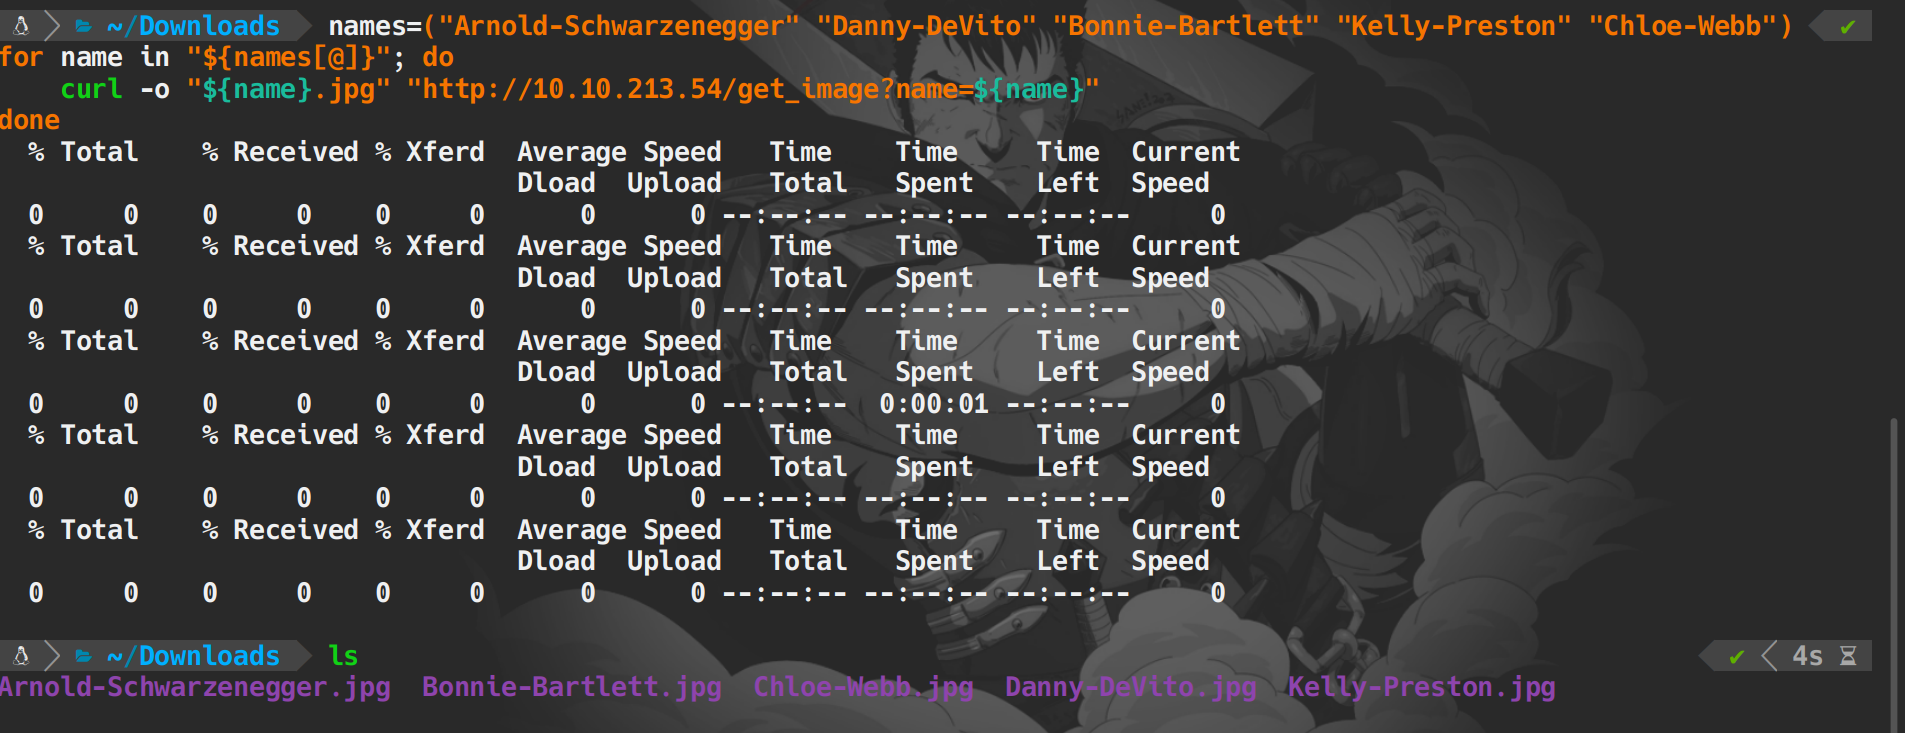 ~/Downloads names=("Arnold-Schwarzenegger" "Danny-DeVito" "Bonnie-Bartlett" "Kelly-Preston" "Chloe-Webb") ✔
for name in "${names[@]}"; do
    curl -o "${name}.jpg" "http://10.10.213.54/get_image?name=${name}"
done
  % Total    % Received % Xferd  Average Speed   Time    Time     Time  Current
                                 Dload  Upload   Total   Spent    Left  Speed
  0     0    0     0    0     0      0      0 --:--:-- --:--:-- --:--:--     0
  % Total    % Received % Xferd  Average Speed   Time    Time     Time  Current
                                 Dload  Upload   Total   Spent    Left  Speed
  0     0    0     0    0     0      0      0 --:--:-- --:--:-- --:--:--     0
  % Total    % Received % Xferd  Average Speed   Time    Time     Time  Current
                                 Dload  Upload   Total   Spent    Left  Speed
  0     0    0     0    0     0      0      0 --:--:--  0:00:01 --:--:--     0
  % Total    % Received % Xferd  Average Speed   Time    Time     Time  Current
                                 Dload  Upload   Total   Spent    Left  Speed
  0     0    0     0    0     0      0      0 --:--:-- --:--:-- --:--:--     0
  % Total    % Received % Xferd  Average Speed   Time    Time     Time  Current
                                 Dload  Upload   Total   Spent    Left  Speed
  0     0    0     0    0     0      0      0 --:--:-- --:--:-- --:--:--     0
~/Downloads ls ✔ 4s
Arnold-Schwarzenegger.jpg  Bonnie-Bartlett.jpg  Chloe-Webb.jpg  Danny-DeVito.jpg  Kelly-Preston.jpg